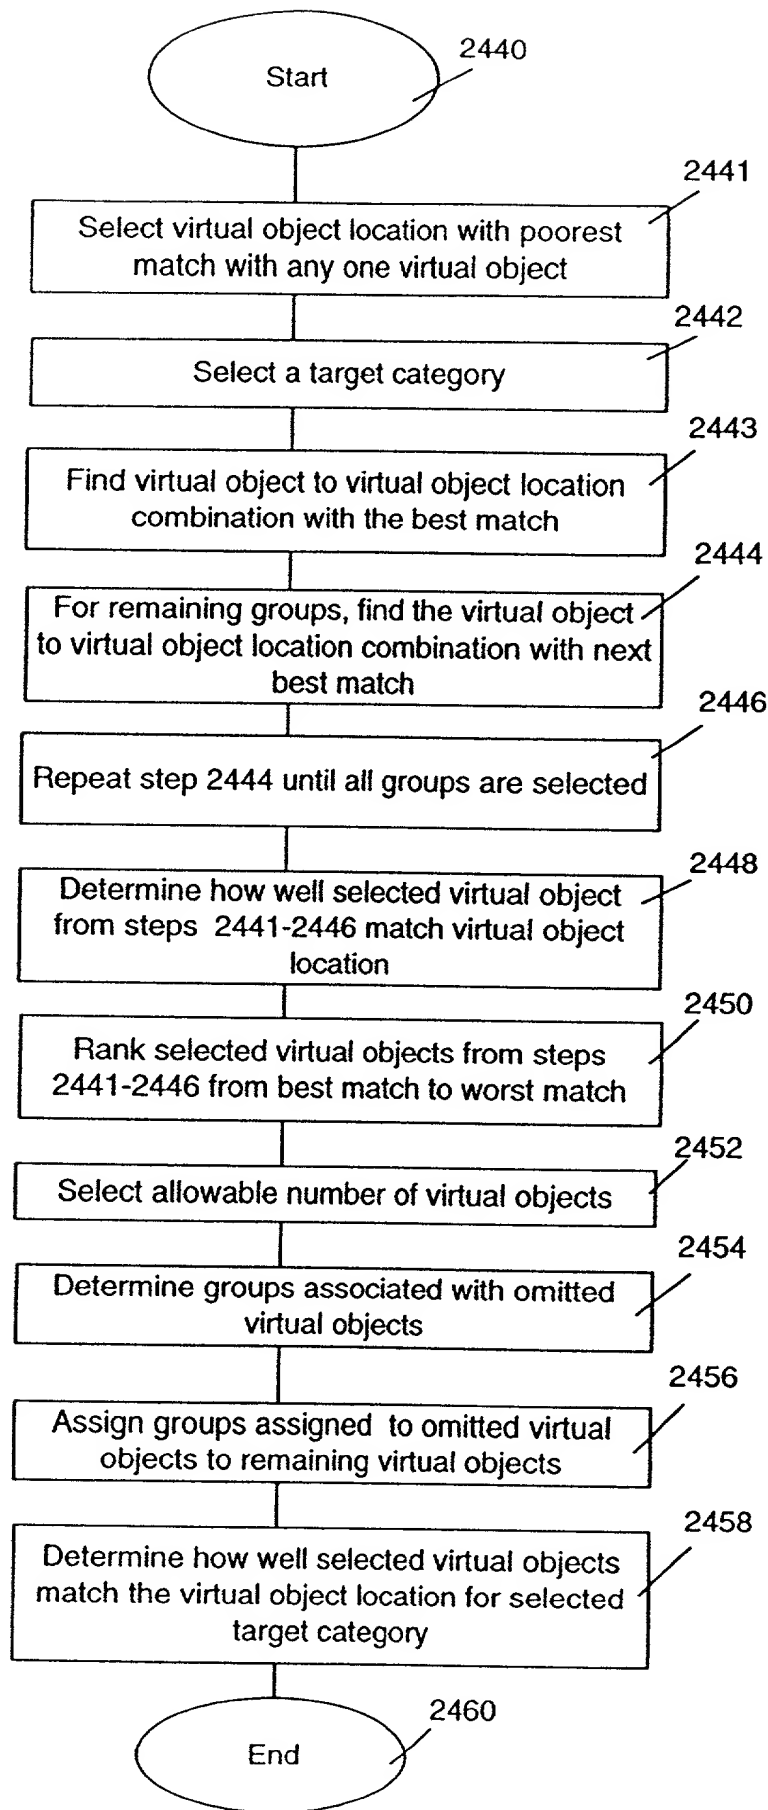 Start
2440
2441
Select virtual object location with poorest
match with any one virtual object
2442
Select a target category
2443
Find virtual object to virtual object location
combination with the best match
2444
For remaining groups, find the virtual object
to virtual object location combination with next
best match
2446
Repeat step 2444 until all groups are selected
2448
Determine how well selected virtual object
from steps 2441-2446 match virtual object
location
2450
Rank selected virtual objects from steps
2441-2446 from best match to worst match
2452
Select allowable number of virtual objects
2454
Determine groups associated with omitted
virtual objects
2456
Assign groups assigned to omitted virtual
objects to remaining virtual objects
2458
Determine how well selected virtual objects
match the virtual object location for selected
target category
2460
End